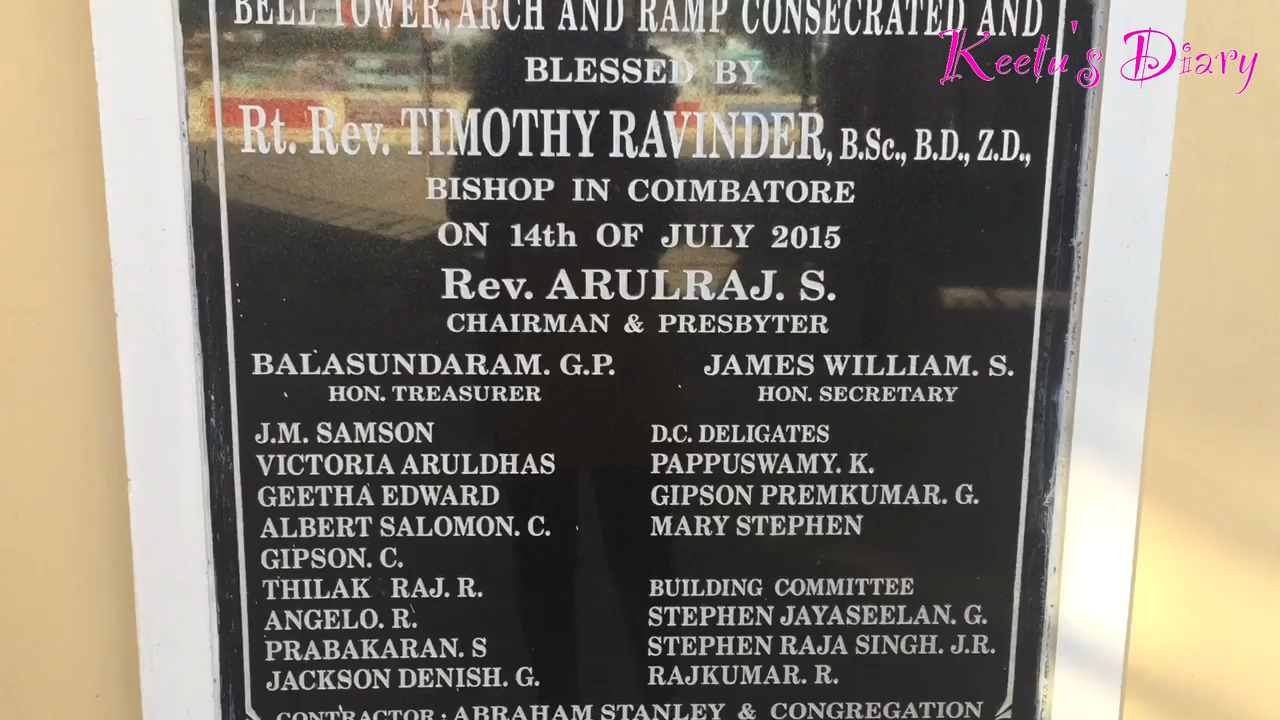 BELL TOWER, ARCH AND RAMP CONSECRATED AND
Keetu's Diary
BLESSED BY
Rt. Rev. TIMOTHY RAVINDER, B.Sc., B.D., Z.D.,
BISHOP IN COIMBATORE
ON 14th OF JULY 2015
Rev. ARULRAJ. S.
CHAIRMAN & PRESBYTER
BALASUNDARAM. G.P.
HON. TREASURER
JAMES WILLIAM. S.
HON. SECRETARY
J.M. SAMSON
VICTORIA ARULDHAS
GEETHA EDWARD
ALBERT SALOMON. C.
GIPSON. C.
THILAK RAJ. R.
ANGELO. R.
PRABAKARAN. S
JACKSON DENISH. G.
D.C. DELIGATES
PAPPUSWAMY. K.
GIPSON PREMKUMAR. G.
MARY STEPHEN
BUILDING COMMITTEE
STEPHEN JAYASEELAN. G.
STEPHEN RAJA SINGH. J.R.
RAJKUMAR. R.
CONTRACTOR : ABRAHAM STANLEY & CONGREGATION